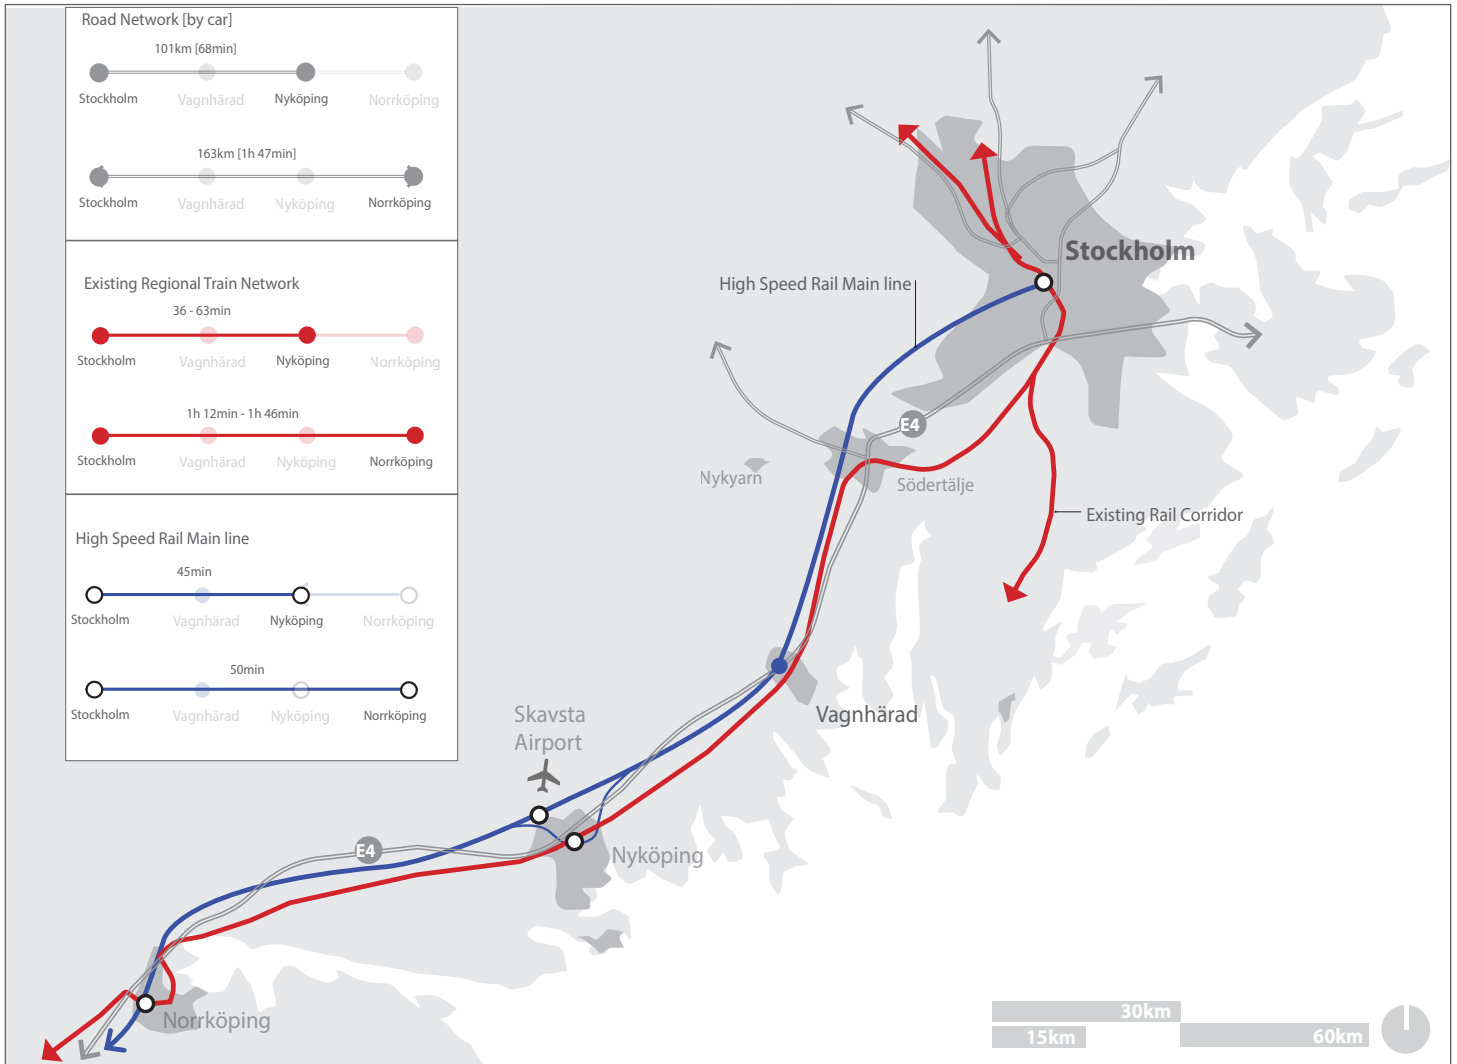 Road Network [by car]
101km [68min]
Stockholm Vagnhärad Nyköping Norrköping
163km [1h 47min]
Stockholm Vagnhärad Nyköping Norrköping
Existing Regional Train Network
36 - 63min
Stockholm Vagnhärad Nyköping Norrköping
1h 12min - 1h 46min
Stockholm Vagnhärad Nyköping Norrköping
High Speed Rail Main line
45min
Stockholm Vagnhärad Nyköping Norrköping
50min
Stockholm Vagnhärad Nyköping Norrköping
Stockholm
High Speed Rail Main line
E4
Nykyarn
Södertälje
Existing Rail Corridor
Vagnhärad
Skavsta
Airport
E4
Nyköping
Norrköping
30km
15km
60km